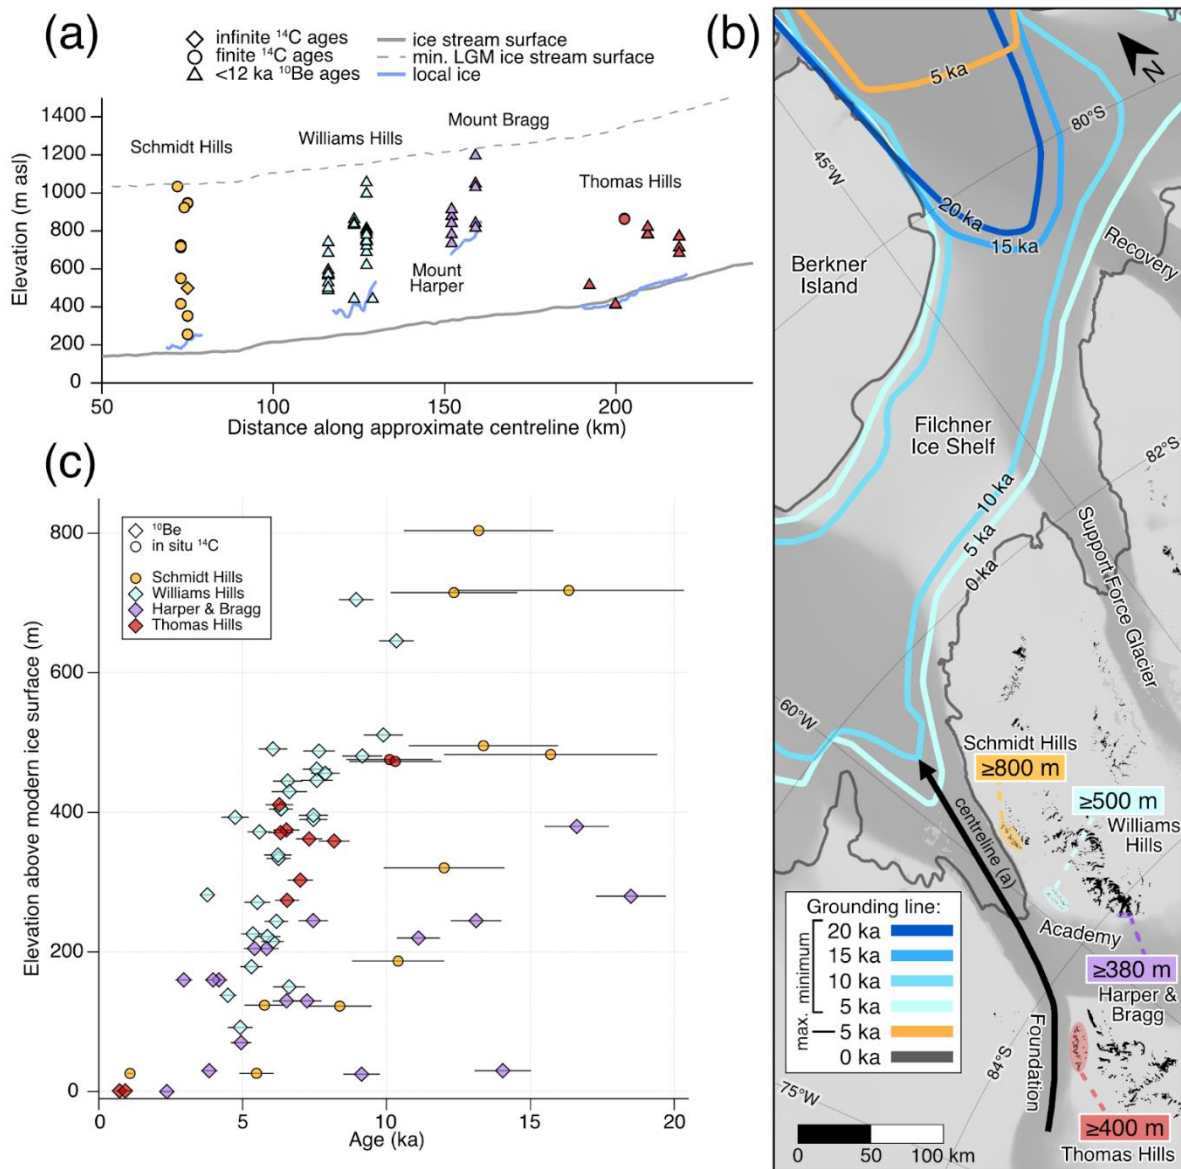 (a)
infinite ¹⁴C ages
finite ¹⁴C ages
<12 ka ¹⁰Be ages
ice stream surface
min. LGM ice stream surface
local ice
Elevation (m asl)
1400
1200
1000
800
600
400
200
0
Schmidt Hills
Williams Hills
Mount Bragg
Thomas Hills
Mount
Harper
50
100
150
200
Distance along approximate centreline (km)
(b)
5 ka
N
80°S
45°W
20 ka
15 ka
Recovery
Berkner
Island
Filchner
Ice Shelf
82°S
10 ka
5 ka
0 ka
Support Force Glacier
60°W
Schmidt Hills
≥800 m
≥500 m
Williams
Hills
centreline (a)
Academy
≥380 m
Harper &
Bragg
Foundation
84°S
75°W
≥400 m
Thomas Hills
Grounding line:
minimum
20 ka
15 ka
10 ka
5 ka
max.
5 ka
0 ka
0
50
100 km
(c)
¹⁰Be
in situ ¹⁴C
Schmidt Hills
Williams Hills
Harper & Bragg
Thomas Hills
Elevation above modern ice surface (m)
800
600
400
200
0
0
5
10
15
20
Age (ka)